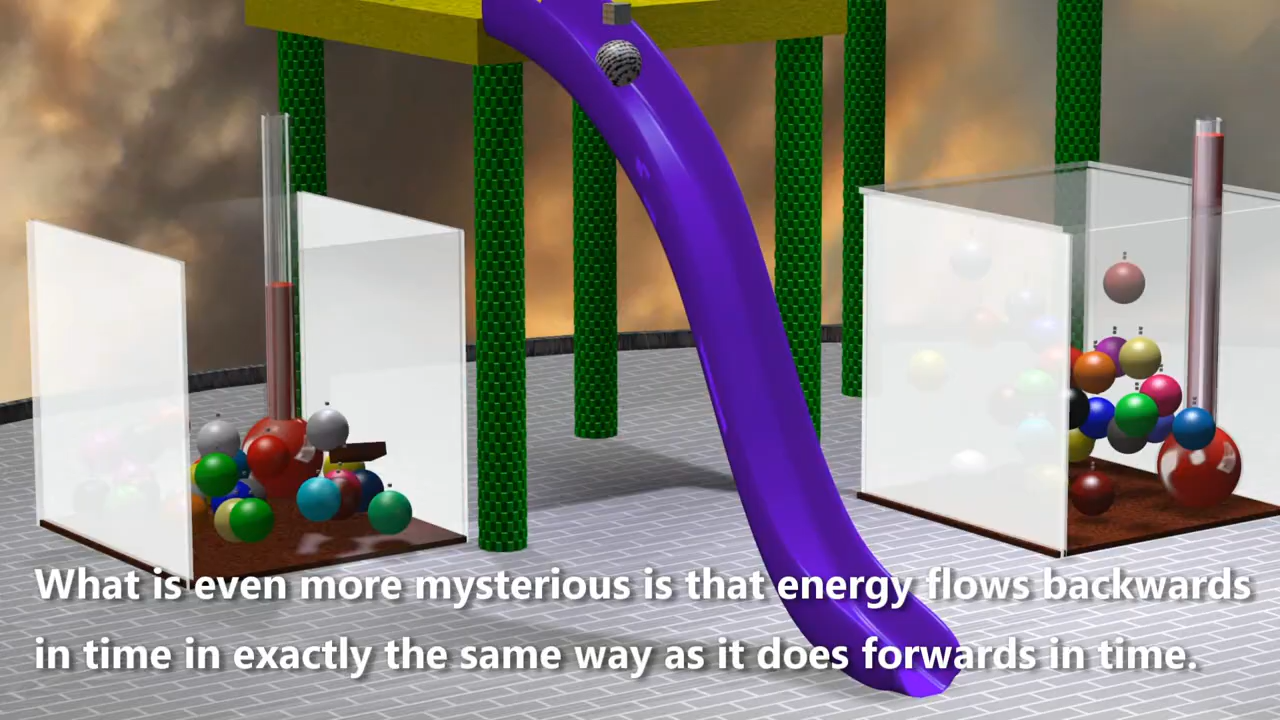 What is even more mysterious is that energy flows backwards
in time in exactly the same way as it does forwards in time.